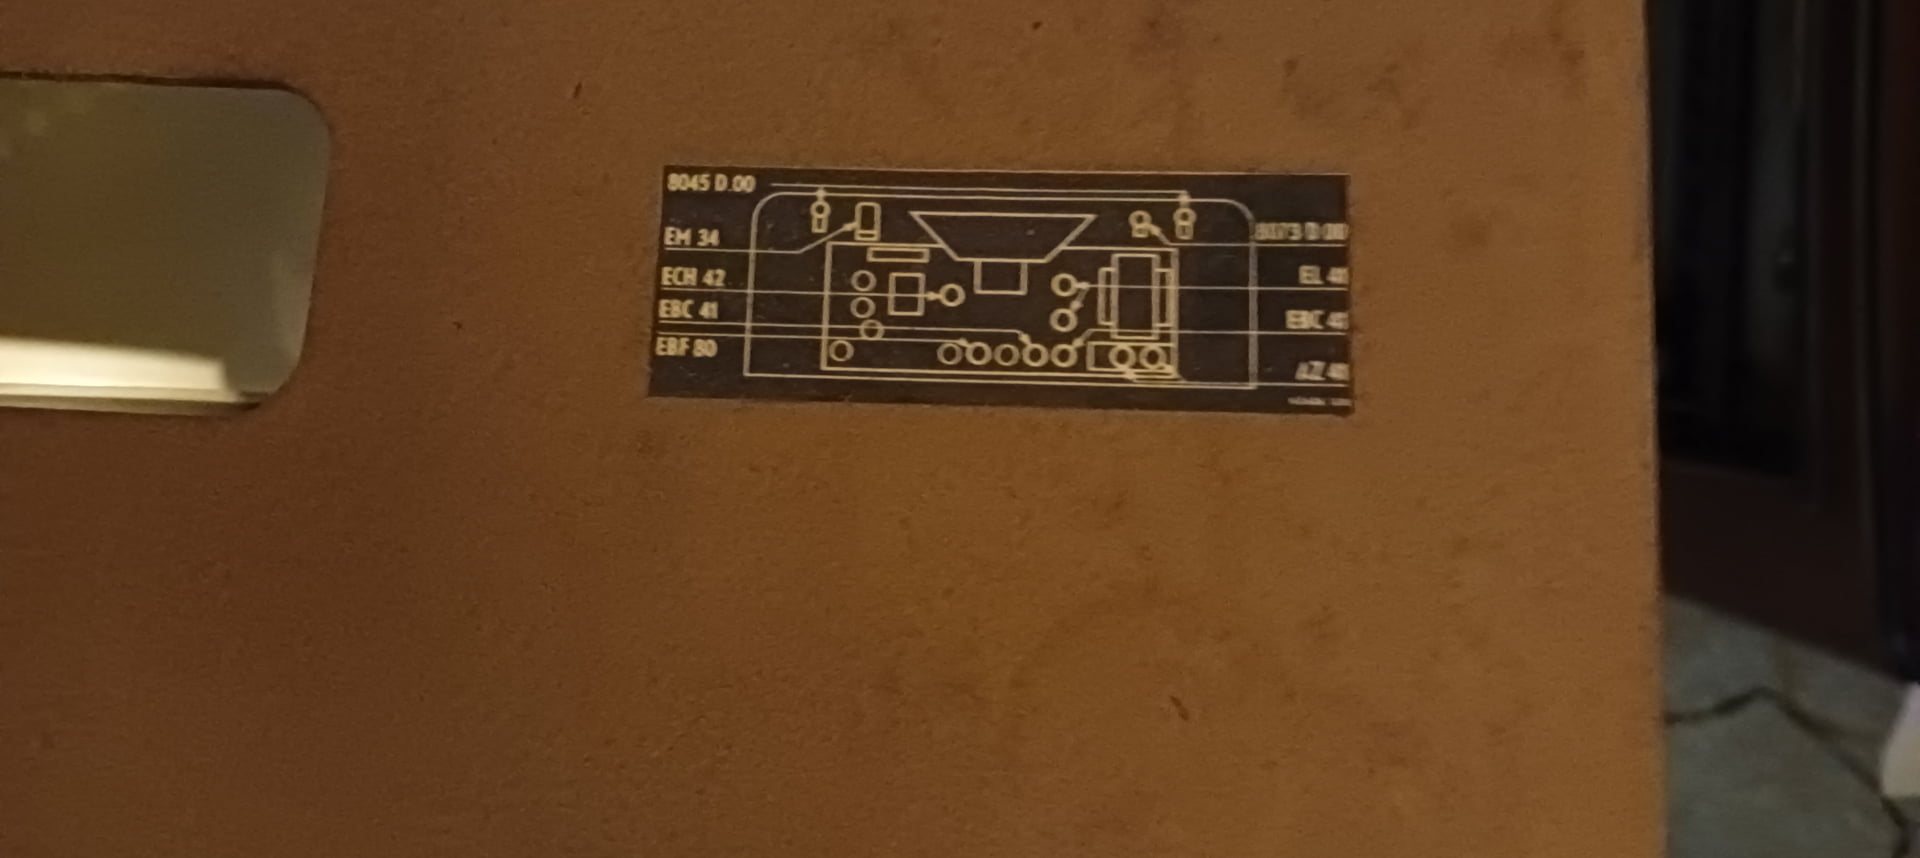 8045 D.00
EM 34
ECH 42
EBC 41
EBF 80
EL 41
EBC 41
AZ 41